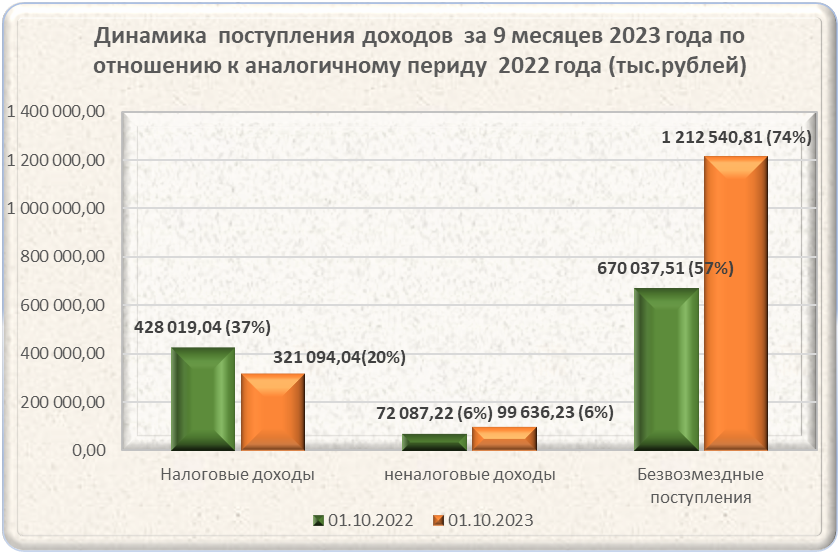 Динамика поступления доходов за 9 месяцев 2023 года по
отношению к аналогичному периду 2022 года (тыс.рублей)
1 400 000,00
1 200 000,00
1 000 000,00
800 000,00
600 000,00
400 000,00
200 000,00
0,00
428 019,04 (37%)
321 094,04(20%)
72 087,22 (6%)
99 636,23 (6%)
670 037,51 (57%)
1 212 540,81 (74%)
Налоговые доходы
неналоговые доходы
Безвозмездные
поступления
01.10.2022
01.10.2023